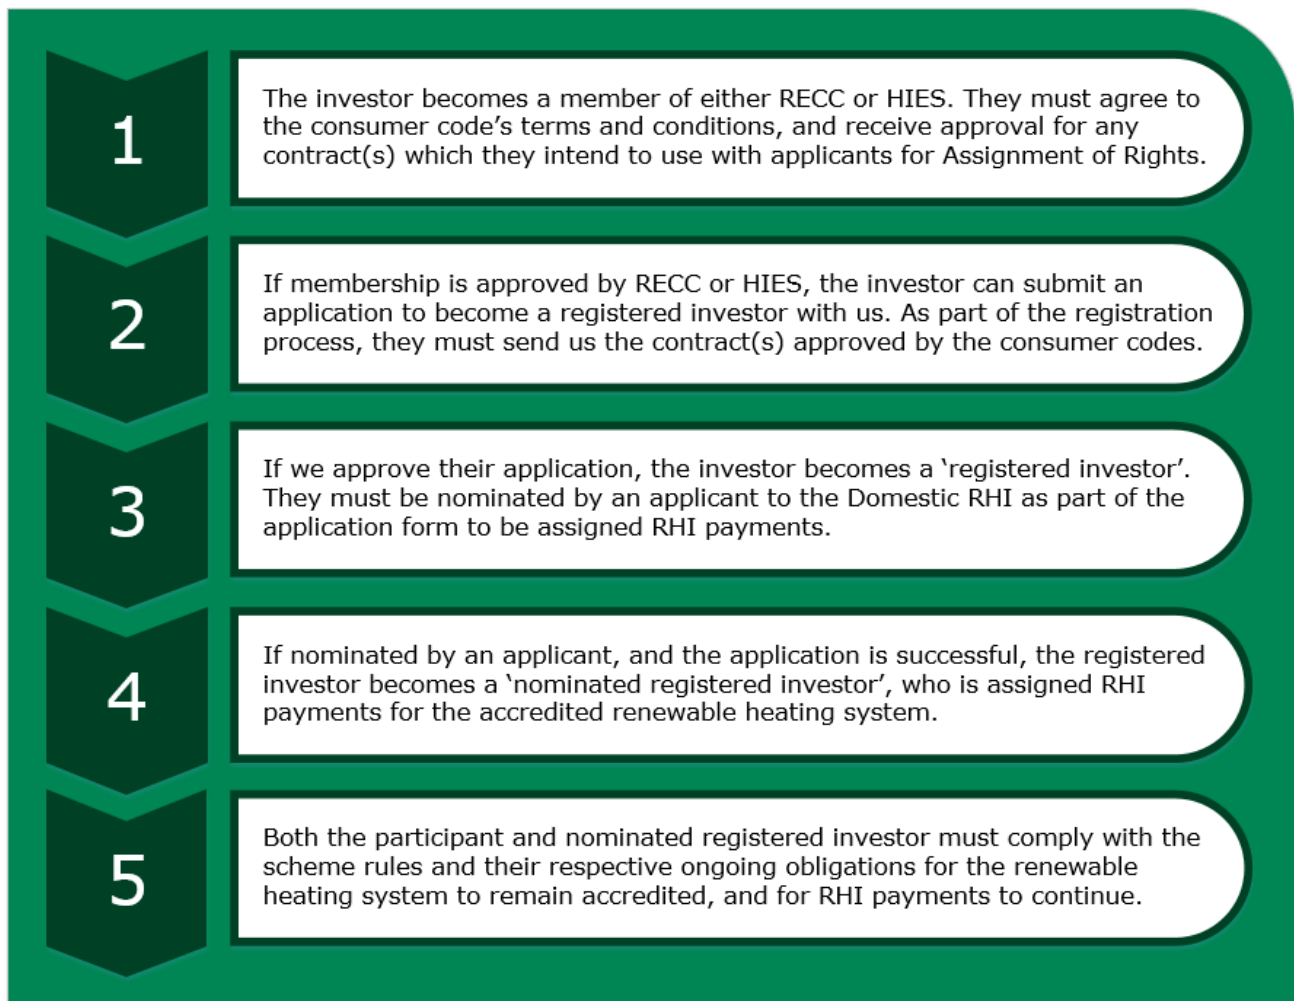 1
The investor becomes a member of either RECC or HIES. They must agree to
the consumer code’s terms and conditions, and receive approval for any
contract(s) which they intend to use with applicants for Assignment of Rights.
2
If membership is approved by RECC or HIES, the investor can submit an
application to become a registered investor with us. As part of the registration
process, they must send us the contract(s) approved by the consumer codes.
3
If we approve their application, the investor becomes a ‘registered investor’.
They must be nominated by an applicant to the Domestic RHI as part of the
application form to be assigned RHI payments.
4
If nominated by an applicant, and the application is successful, the registered
investor becomes a ‘nominated registered investor’, who is assigned RHI
payments for the accredited renewable heating system.
5
Both the participant and nominated registered investor must comply with the
scheme rules and their respective ongoing obligations for the renewable
heating system to remain accredited, and for RHI payments to continue.